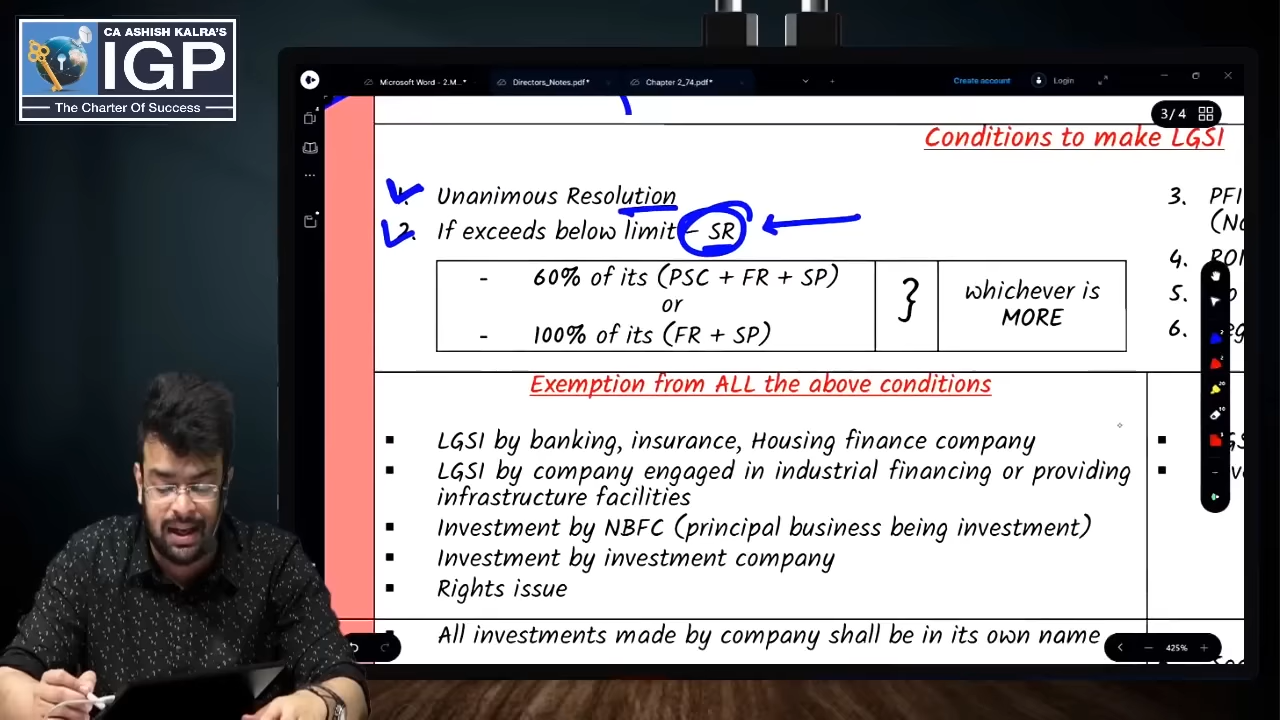 CA ASHISH KALRA'S
IGP
The Charter Of Success
Microsoft Word - 2.M...*
Directors_Notes.pdf*
Chapter 2_74.pdf*
Create account
Login
3/4
Conditions to make LGSI
1. Unanimous Resolution
2. If exceeds below limit - SR
- 60% of its (PSC + FR + SP)
or
- 100% of its (FR + SP)
}
whichever is
MORE
3. PFI
4.
5.
6.
Exemption from ALL the above conditions
▪ LGSI by banking, insurance, Housing finance company
▪ LGSI by company engaged in industrial financing or providing
infrastructure facilities
▪ Investment by NBFC (principal business being investment)
▪ Investment by investment company
▪ Rights issue
▪ All investments made by company shall be in its own name
425%